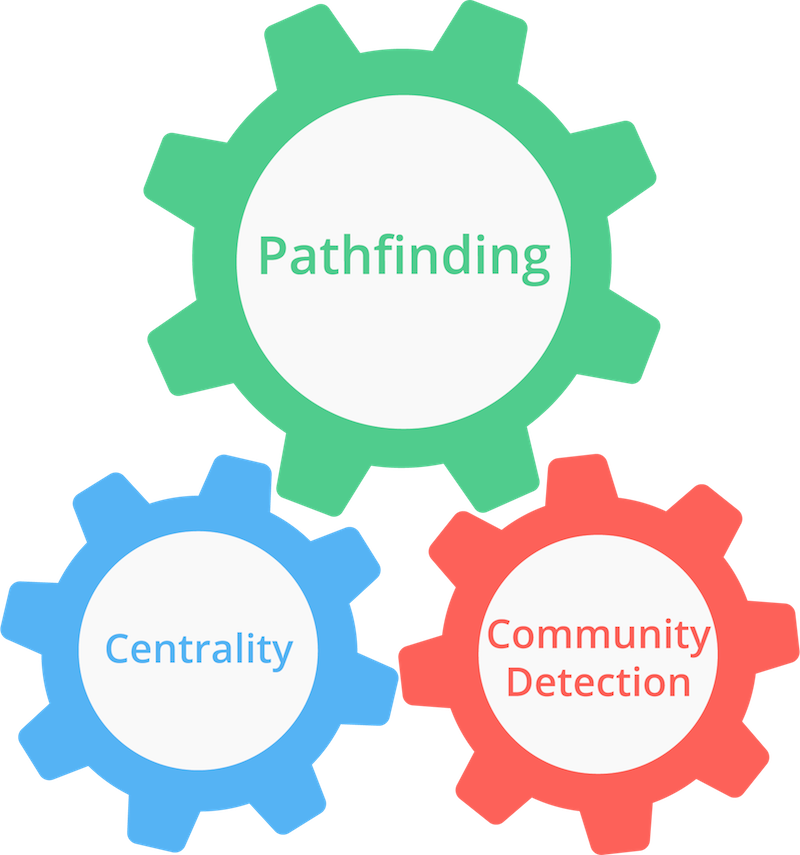 Pathfinding
Centrality
Community
Detection